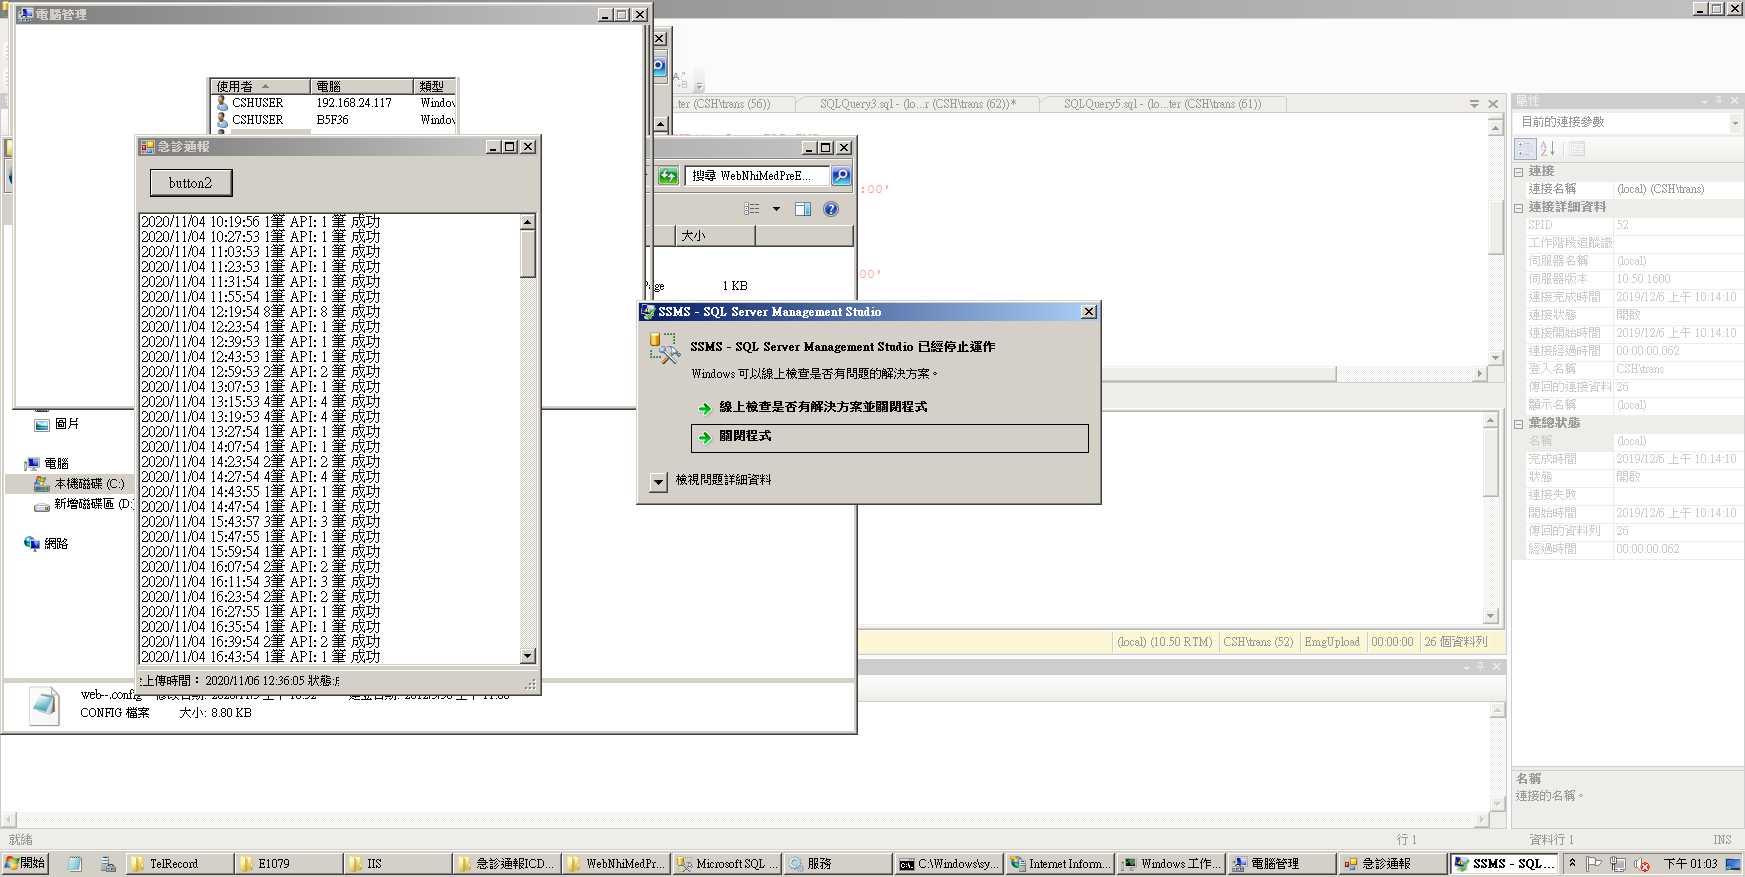 電腦管理
使用者 電腦 類型
CSHUSER 192.168.24.117 Window
CSHUSER B5F36 Window
急診通報
button2
2020/11/04 10:19:56 1筆 API: 1 筆 成功
2020/11/04 10:27:53 1筆 API: 1 筆 成功
2020/11/04 11:03:53 1筆 API: 1 筆 成功
2020/11/04 11:23:53 1筆 API: 1 筆 成功
2020/11/04 11:31:54 1筆 API: 1 筆 成功
2020/11/04 11:55:54 1筆 API: 1 筆 成功
2020/11/04 12:19:54 8筆 API: 8 筆 成功
2020/11/04 12:23:54 1筆 API: 1 筆 成功
2020/11/04 12:39:53 1筆 API: 1 筆 成功
2020/11/04 12:43:53 1筆 API: 1 筆 成功
2020/11/04 12:59:53 2筆 API: 2 筆 成功
2020/11/04 13:07:53 1筆 API: 1 筆 成功
2020/11/04 13:15:53 4筆 API: 4 筆 成功
2020/11/04 13:19:53 4筆 API: 4 筆 成功
2020/11/04 13:27:54 1筆 API: 1 筆 成功
2020/11/04 14:07:54 1筆 API: 1 筆 成功
2020/11/04 14:23:54 2筆 API: 2 筆 成功
2020/11/04 14:27:54 4筆 API: 4 筆 成功
2020/11/04 14:43:55 1筆 API: 1 筆 成功
2020/11/04 14:47:54 1筆 API: 1 筆 成功
2020/11/04 15:43:57 3筆 API: 3 筆 成功
2020/11/04 15:47:55 1筆 API: 1 筆 成功
2020/11/04 15:59:54 1筆 API: 1 筆 成功
2020/11/04 16:07:54 2筆 API: 2 筆 成功
2020/11/04 16:11:54 3筆 API: 3 筆 成功
2020/11/04 16:23:54 2筆 API: 2 筆 成功
2020/11/04 16:27:55 1筆 API: 1 筆 成功
2020/11/04 16:35:54 1筆 API: 1 筆 成功
2020/11/04 16:39:54 2筆 API: 2 筆 成功
2020/11/04 16:43:54 1筆 API: 1 筆 成功
上傳時間： 2020/11/06 12:36:05 狀態:
圖片
電腦
本機磁碟 (C:)
新增磁碟區 (D:
網路
web--.config
CONFIG 檔案 大小: 8.80 KB
搜尋 WebNhiMedPreE...
大小
Page 1 KB
...ter (CSH\trans (56)) SQLQuery3.sql - (lo...r (CSH\trans (62))* SQLQuery5.sql - (lo...ter (CSH\trans (61))
:00'
00'
SSMS - SQL Server Management Studio
SSMS - SQL Server Management Studio 已經停止運作
Windows 可以線上檢查是否有問題的解決方案。
線上檢查是否有解決方案並關閉程式
關閉程式
檢視問題詳細資料
(local) (10.50 RTM) CSH\trans (52) EmgUpload 00:00:00 26 個資料列
屬性
目前的連接參數
連接
連接名稱 (local) (CSH\trans)
連接詳細資料
SPID 52
工作階段追蹤識
伺服器名稱 (local)
伺服器版本 10.50.1600
連接完成時間 2019/12/6 上午 10:14:10
連接狀態 開啟
連接開始時間 2019/12/6 上午 10:14:10
連接經過時間 00:00:00.062
登入名稱 CSH\trans
傳回的連接資料 26
顯示名稱 (local)
彙總狀態
名稱 (local)
完成時間 2019/12/6 上午 10:14:10
狀態 開啟
連接失敗
開始時間 2019/12/6 上午 10:14:10
傳回的資料列 26
經過時間 00:00:00.062
名稱
連接的名稱。
就緒 行 1 資料行 1 INS
開始 TelRecord E1079 IIS 急診通報ICD... WebNhiMedPr... Microsoft SQL ... 服務 C:\Windows\sy... Internet Inform... Windows 工作... 電腦管理 急診通報 SSMS - SQL... 下午 01:03